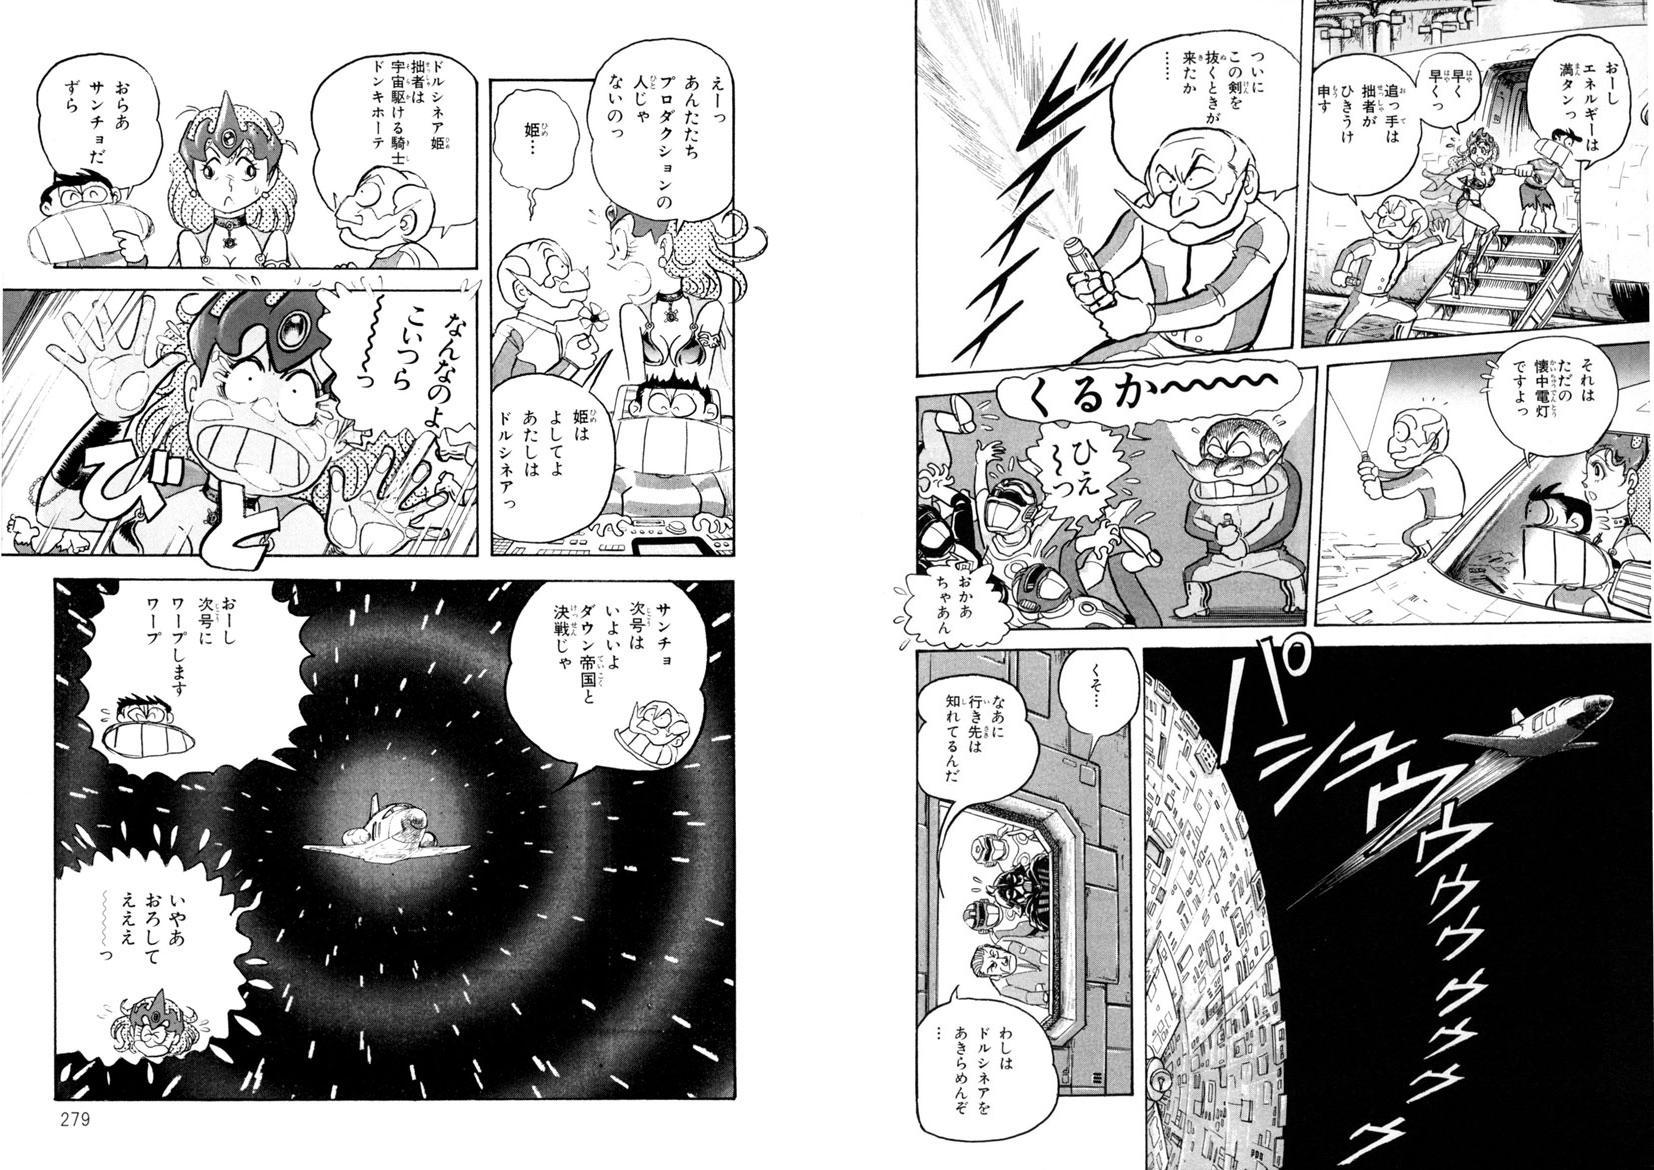 おーし
エネルギーは
満タンっ
早く
早くっ
追っ手は
拙者が
ひきうけ
申す
ついに
この剣を
抜くときが
来たか
……
それは
ただの
懐中電灯
ですよっ
くるか〜〜〜〜
ひえ
〜っ
おかあ
ちゃあん
パシュウウウウウウウウ
くそ…
なあに
行き先は
知れてるんだ
わしは
ドルシネアを
あきらめんぞ
…
えーっ
あんたたち
プロダクションの
人じゃ
ないのっ
姫…
姫は
よしてよ
あたしは
ドルシネアっ
ドルシネア姫
拙者は
宇宙駆ける騎士
ドンキホーテ
おらあ
サンチョだ
ずら
なんなのよ
こいつら
〜〜〜っ
びと
サンチョ
次号は
いよいよ
ダウン帝国と
決戦じゃ
おーし
次号に
ワープします
ワープ
いやあ
おろして
えええ
〜〜〜〜っ
279